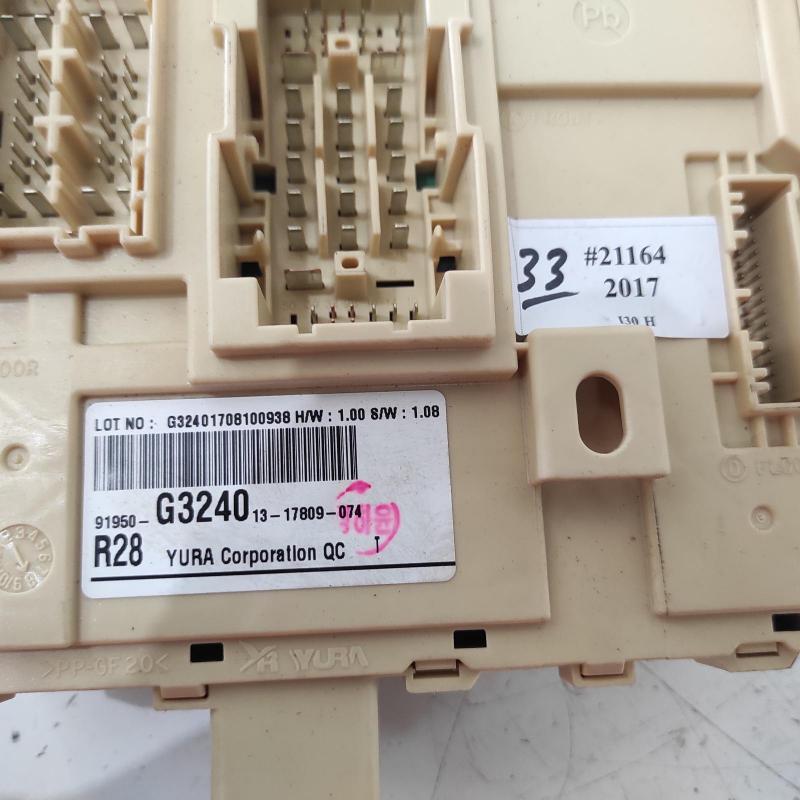 Pb
33 #21164
2017
I30 H
OOR
LOT NO : G32401708100938 H/W : 1.00 S/W : 1.08
91950- G3240 13-17809-074
R28 YURA Corporation QC T
>PP-GF20<
YURA